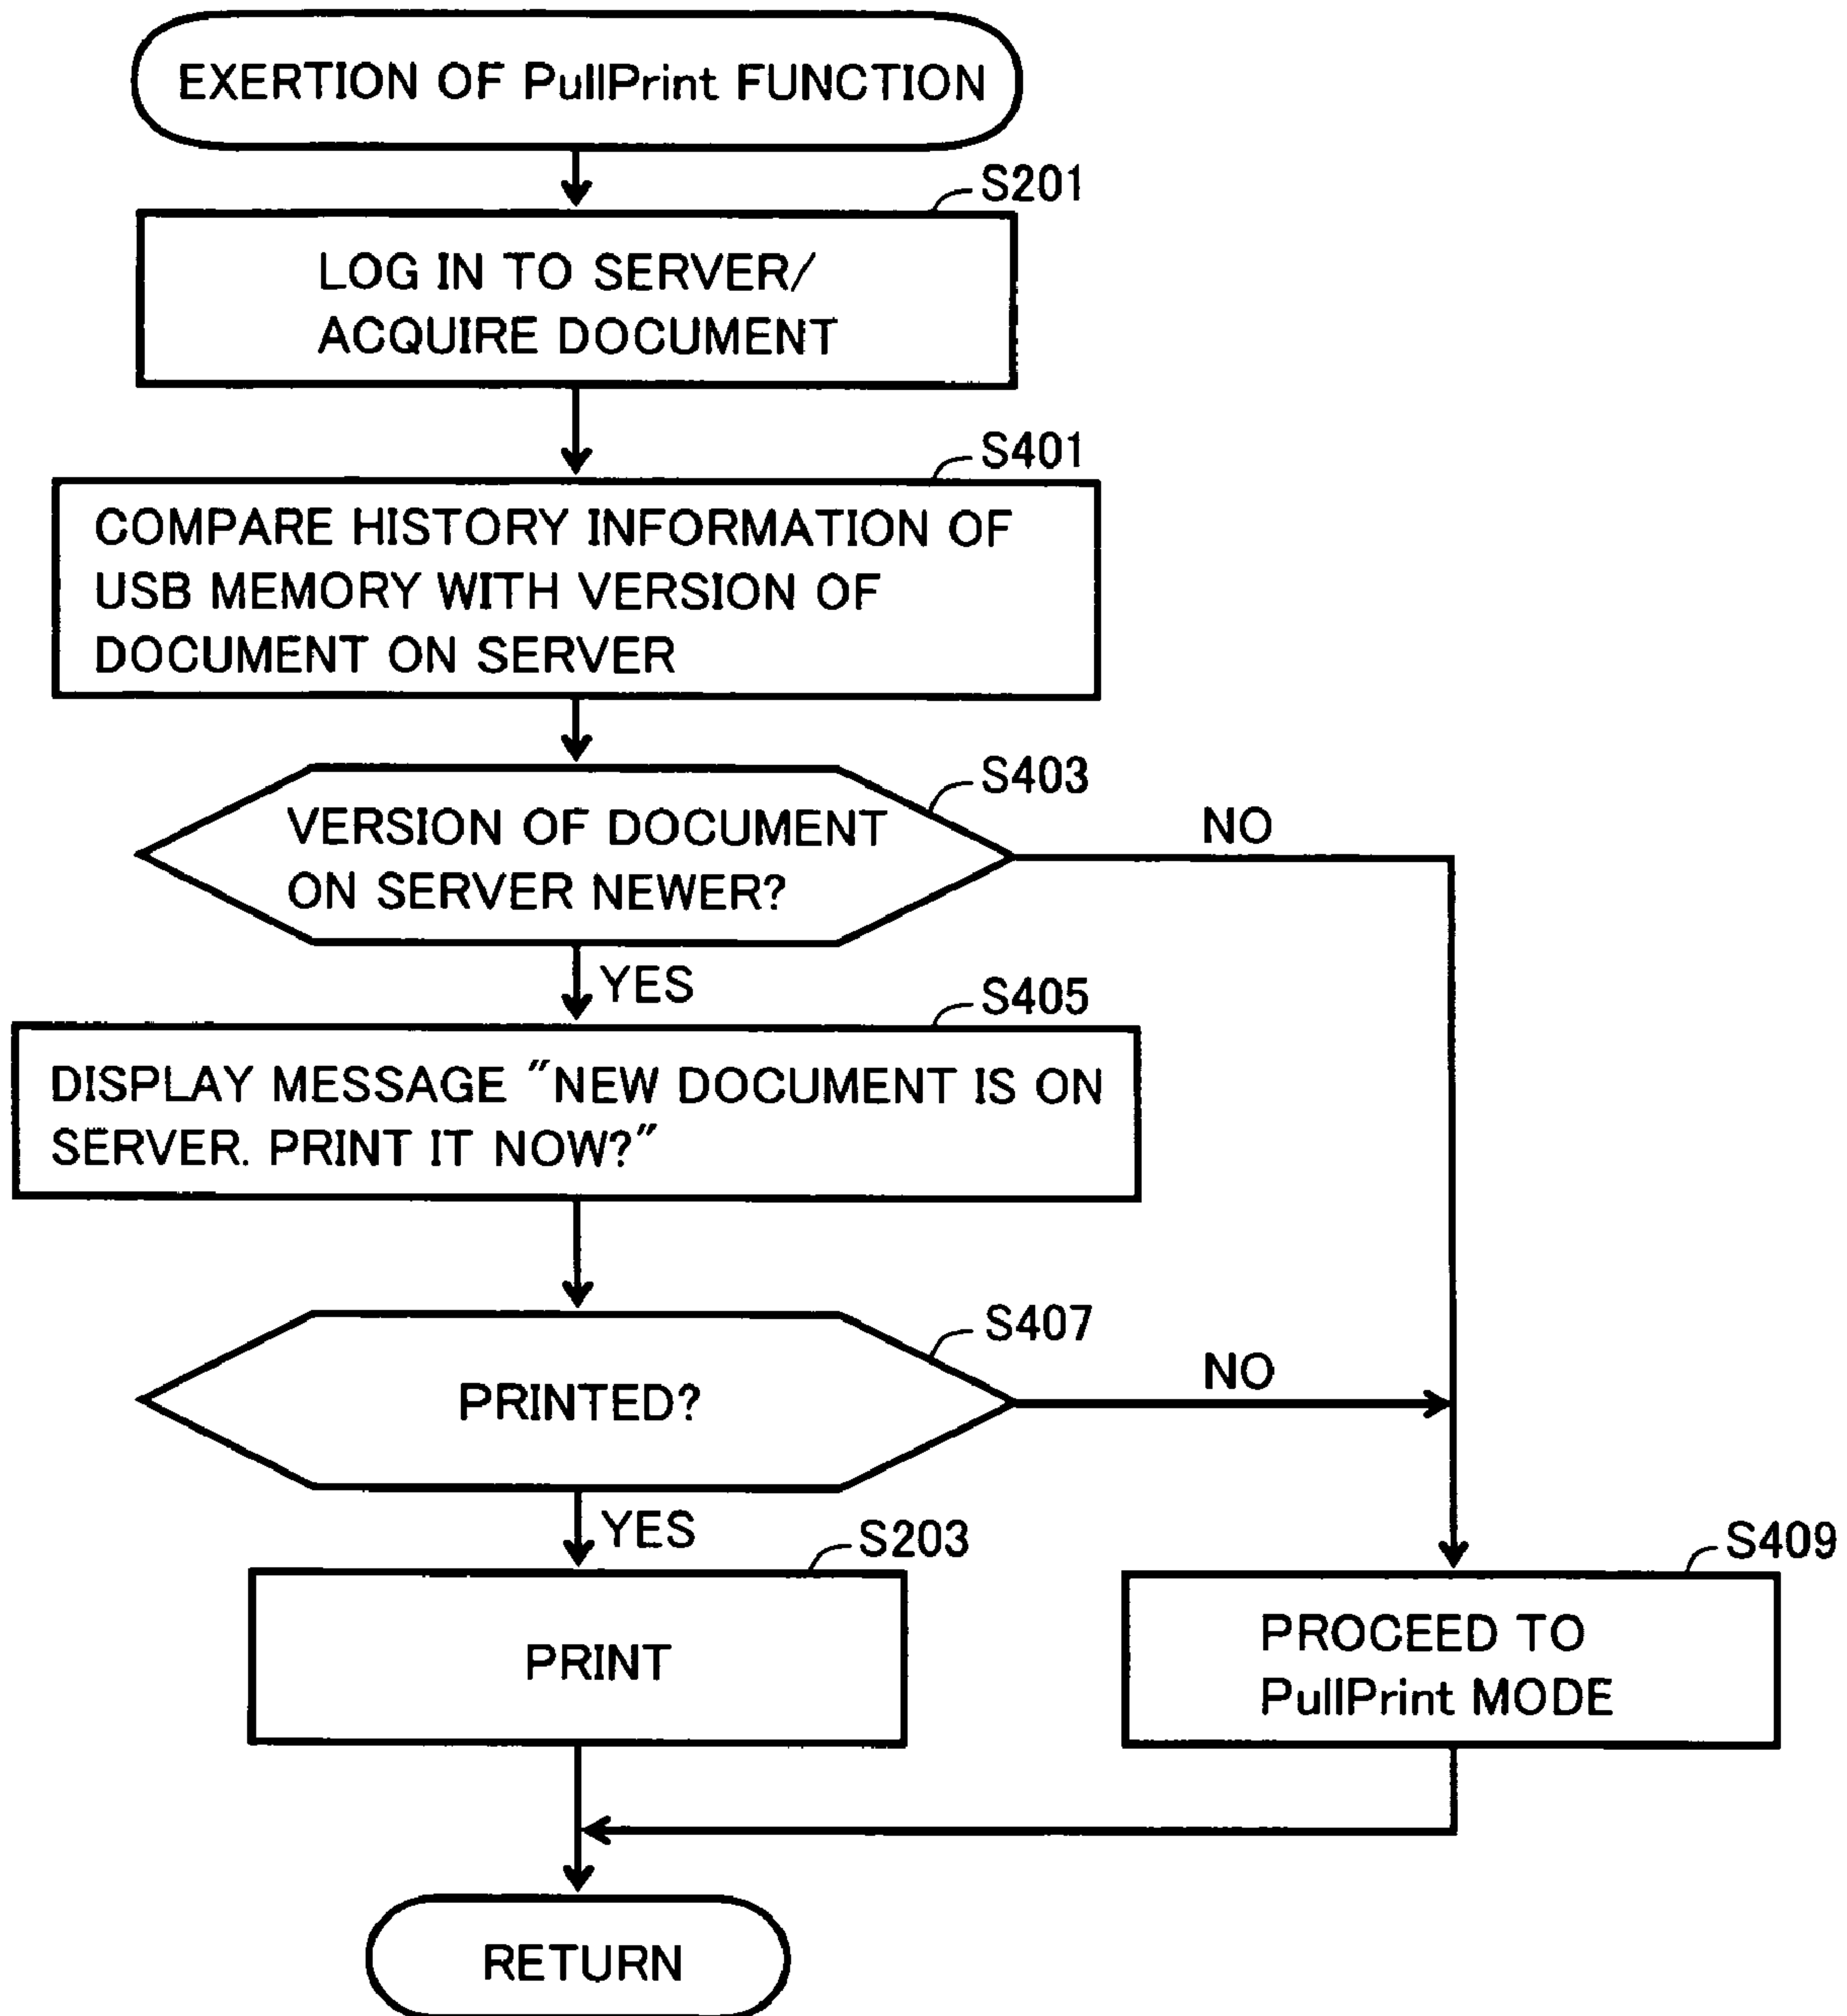 EXERTION OF PullPrint FUNCTION
S201
LOG IN TO SERVER/
ACQUIRE DOCUMENT
S401
COMPARE HISTORY INFORMATION OF
USB MEMORY WITH VERSION OF
DOCUMENT ON SERVER
S403
VERSION OF DOCUMENT
ON SERVER NEWER?
NO
YES
S405
DISPLAY MESSAGE "NEW DOCUMENT IS ON
SERVER. PRINT IT NOW?"
S407
PRINTED?
NO
YES
S203
PRINT
S409
PROCEED TO
PullPrint MODE
RETURN